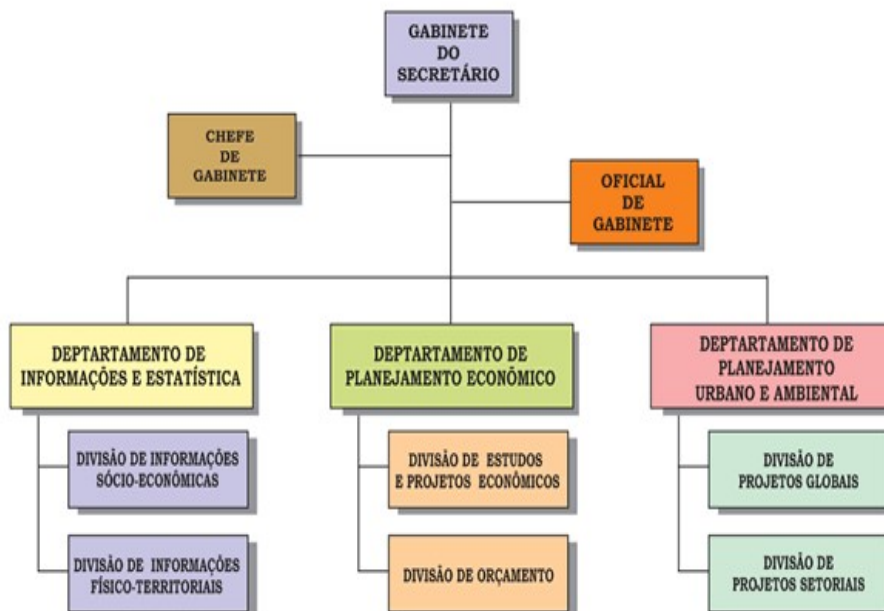 GABINETE
DO
SECRETÁRIO
CHEFE
DE
GABINETE
OFICIAL
DE
GABINETE
DEPTARTAMENTO DE
INFORMAÇÕES E ESTATÍSTICA
DEPTARTAMENTO DE
PLANEJAMENTO ECONÔMICO
DEPTARTAMENTO DE
PLANEJAMENTO
URBANO E AMBIENTAL
DIVISÃO DE INFORMAÇÕES
SÓCIO-ECONÔMICAS
DIVISÃO DE ESTUDOS
E PROJETOS ECONÔMICOS
DIVISÃO DE
PROJETOS GLOBAIS
DIVISÃO DE INFORMAÇÕES
FÍSICO-TERRITORIAIS
DIVISÃO DE ORÇAMENTO
DIVISÃO DE
PROJETOS SETORIAIS